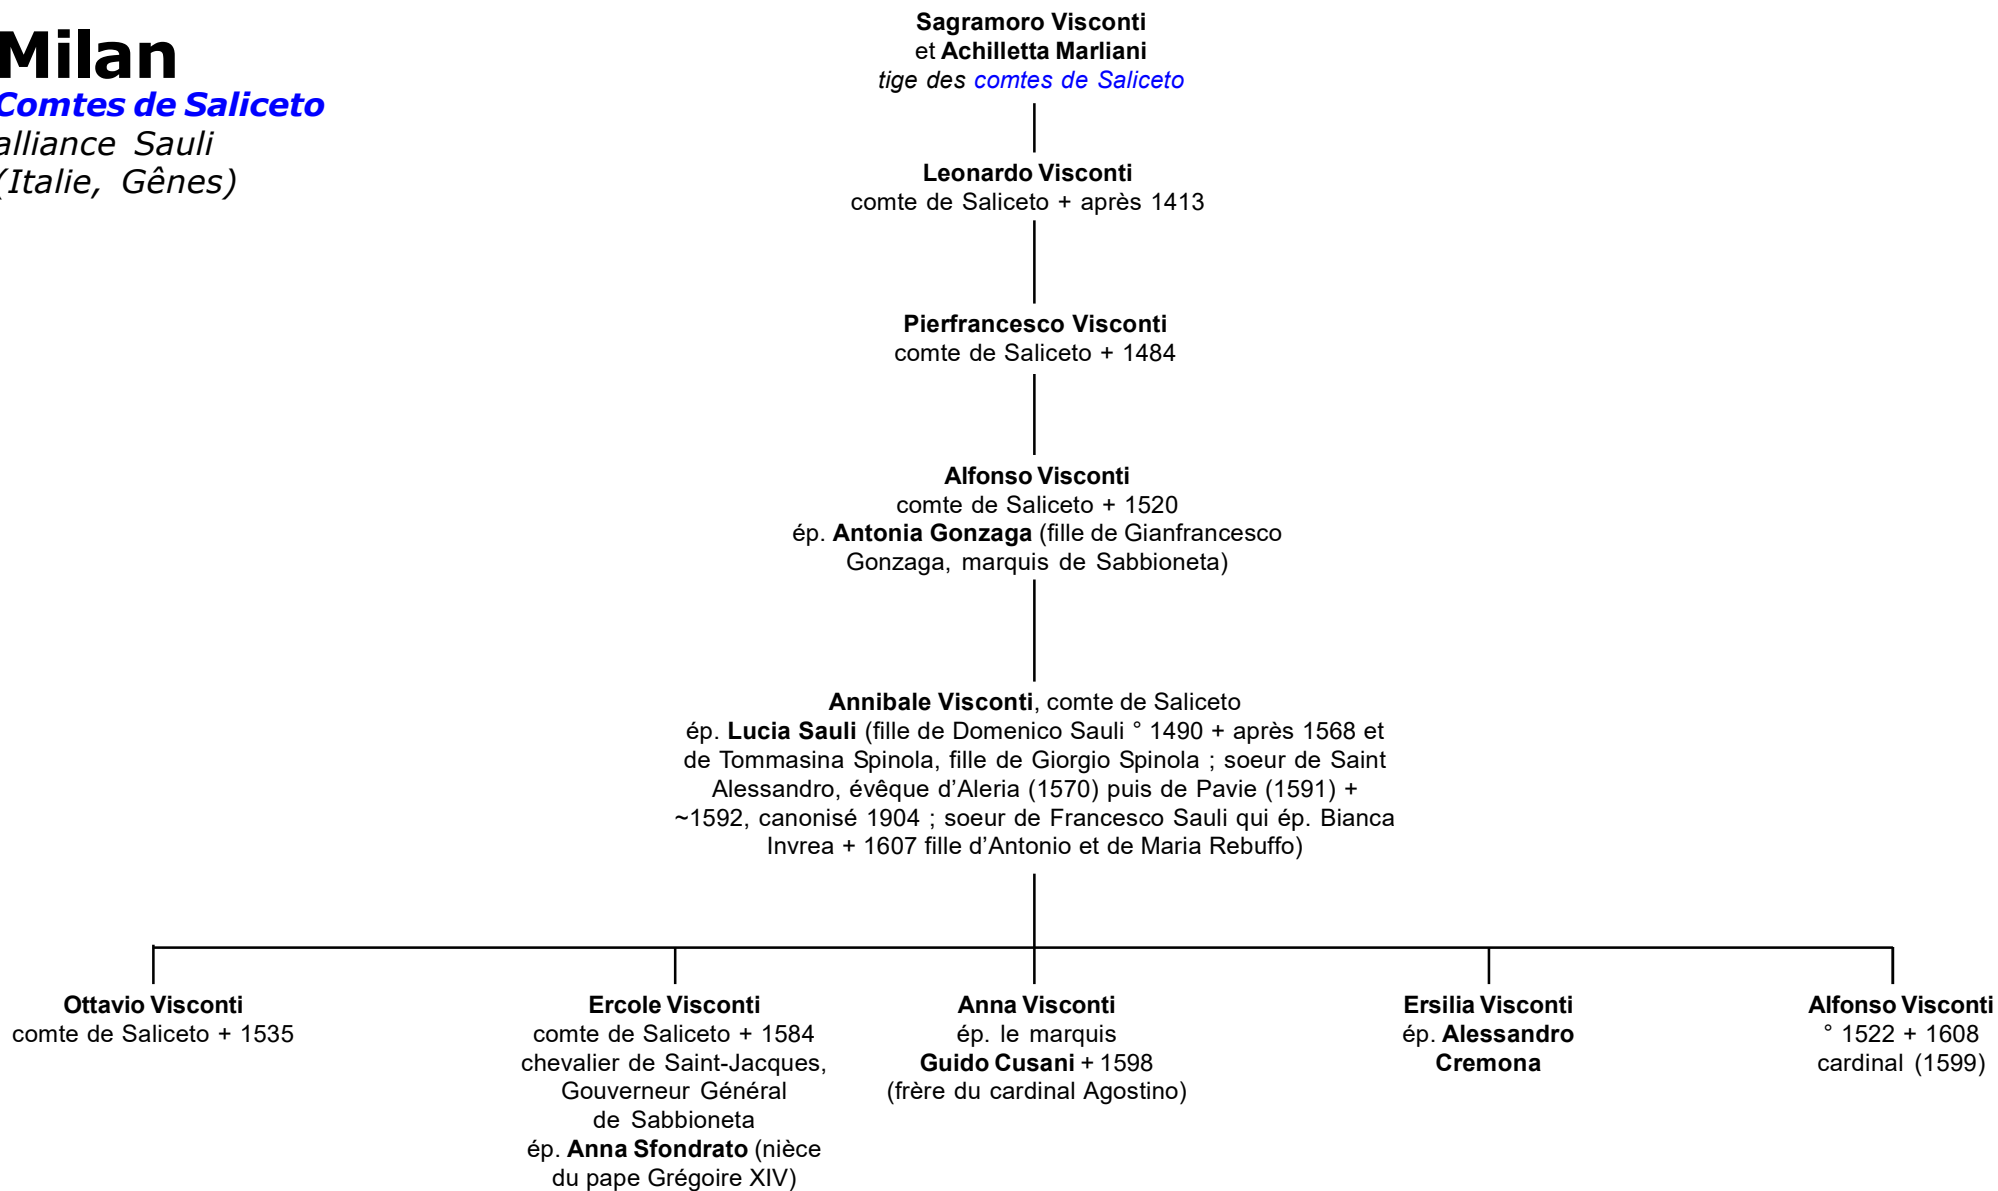 Milan
Comtes de Saliceto
alliance Sauli
(Italie, Gênes)
Sagramoro Visconti
et Achilletta Marliani
tige des comtes de Saliceto
Leonardo Visconti
comte de Saliceto + après 1413
Pierfrancesco Visconti
comte de Saliceto + 1484
Alfonso Visconti
comte de Saliceto + 1520
ép. Antonia Gonzaga (fille de Gianfrancesco
Gonzaga, marquis de Sabbioneta)
Annibale Visconti, comte de Saliceto
ép. Lucia Sauli (fille de Domenico Sauli ° 1490 + après 1568 et
de Tommasina Spinola, fille de Giorgio Spinola ; soeur de Saint
Alessandro, évêque d’Aleria (1570) puis de Pavie (1591) +
~1592, canonisé 1904 ; soeur de Francesco Sauli qui ép. Bianca
Invrea + 1607 fille d’Antonio et de Maria Rebuffo)
Ottavio Visconti
comte de Saliceto + 1535
Ercole Visconti
comte de Saliceto + 1584
chevalier de Saint-Jacques,
Gouverneur Général
de Sabbioneta
ép. Anna Sfondrato (nièce
du pape Grégoire XIV)
Anna Visconti
ép. le marquis
Guido Cusani + 1598
(frère du cardinal Agostino)
Ersilia Visconti
ép. Alessandro
Cremona
Alfonso Visconti
° 1522 + 1608
cardinal (1599)